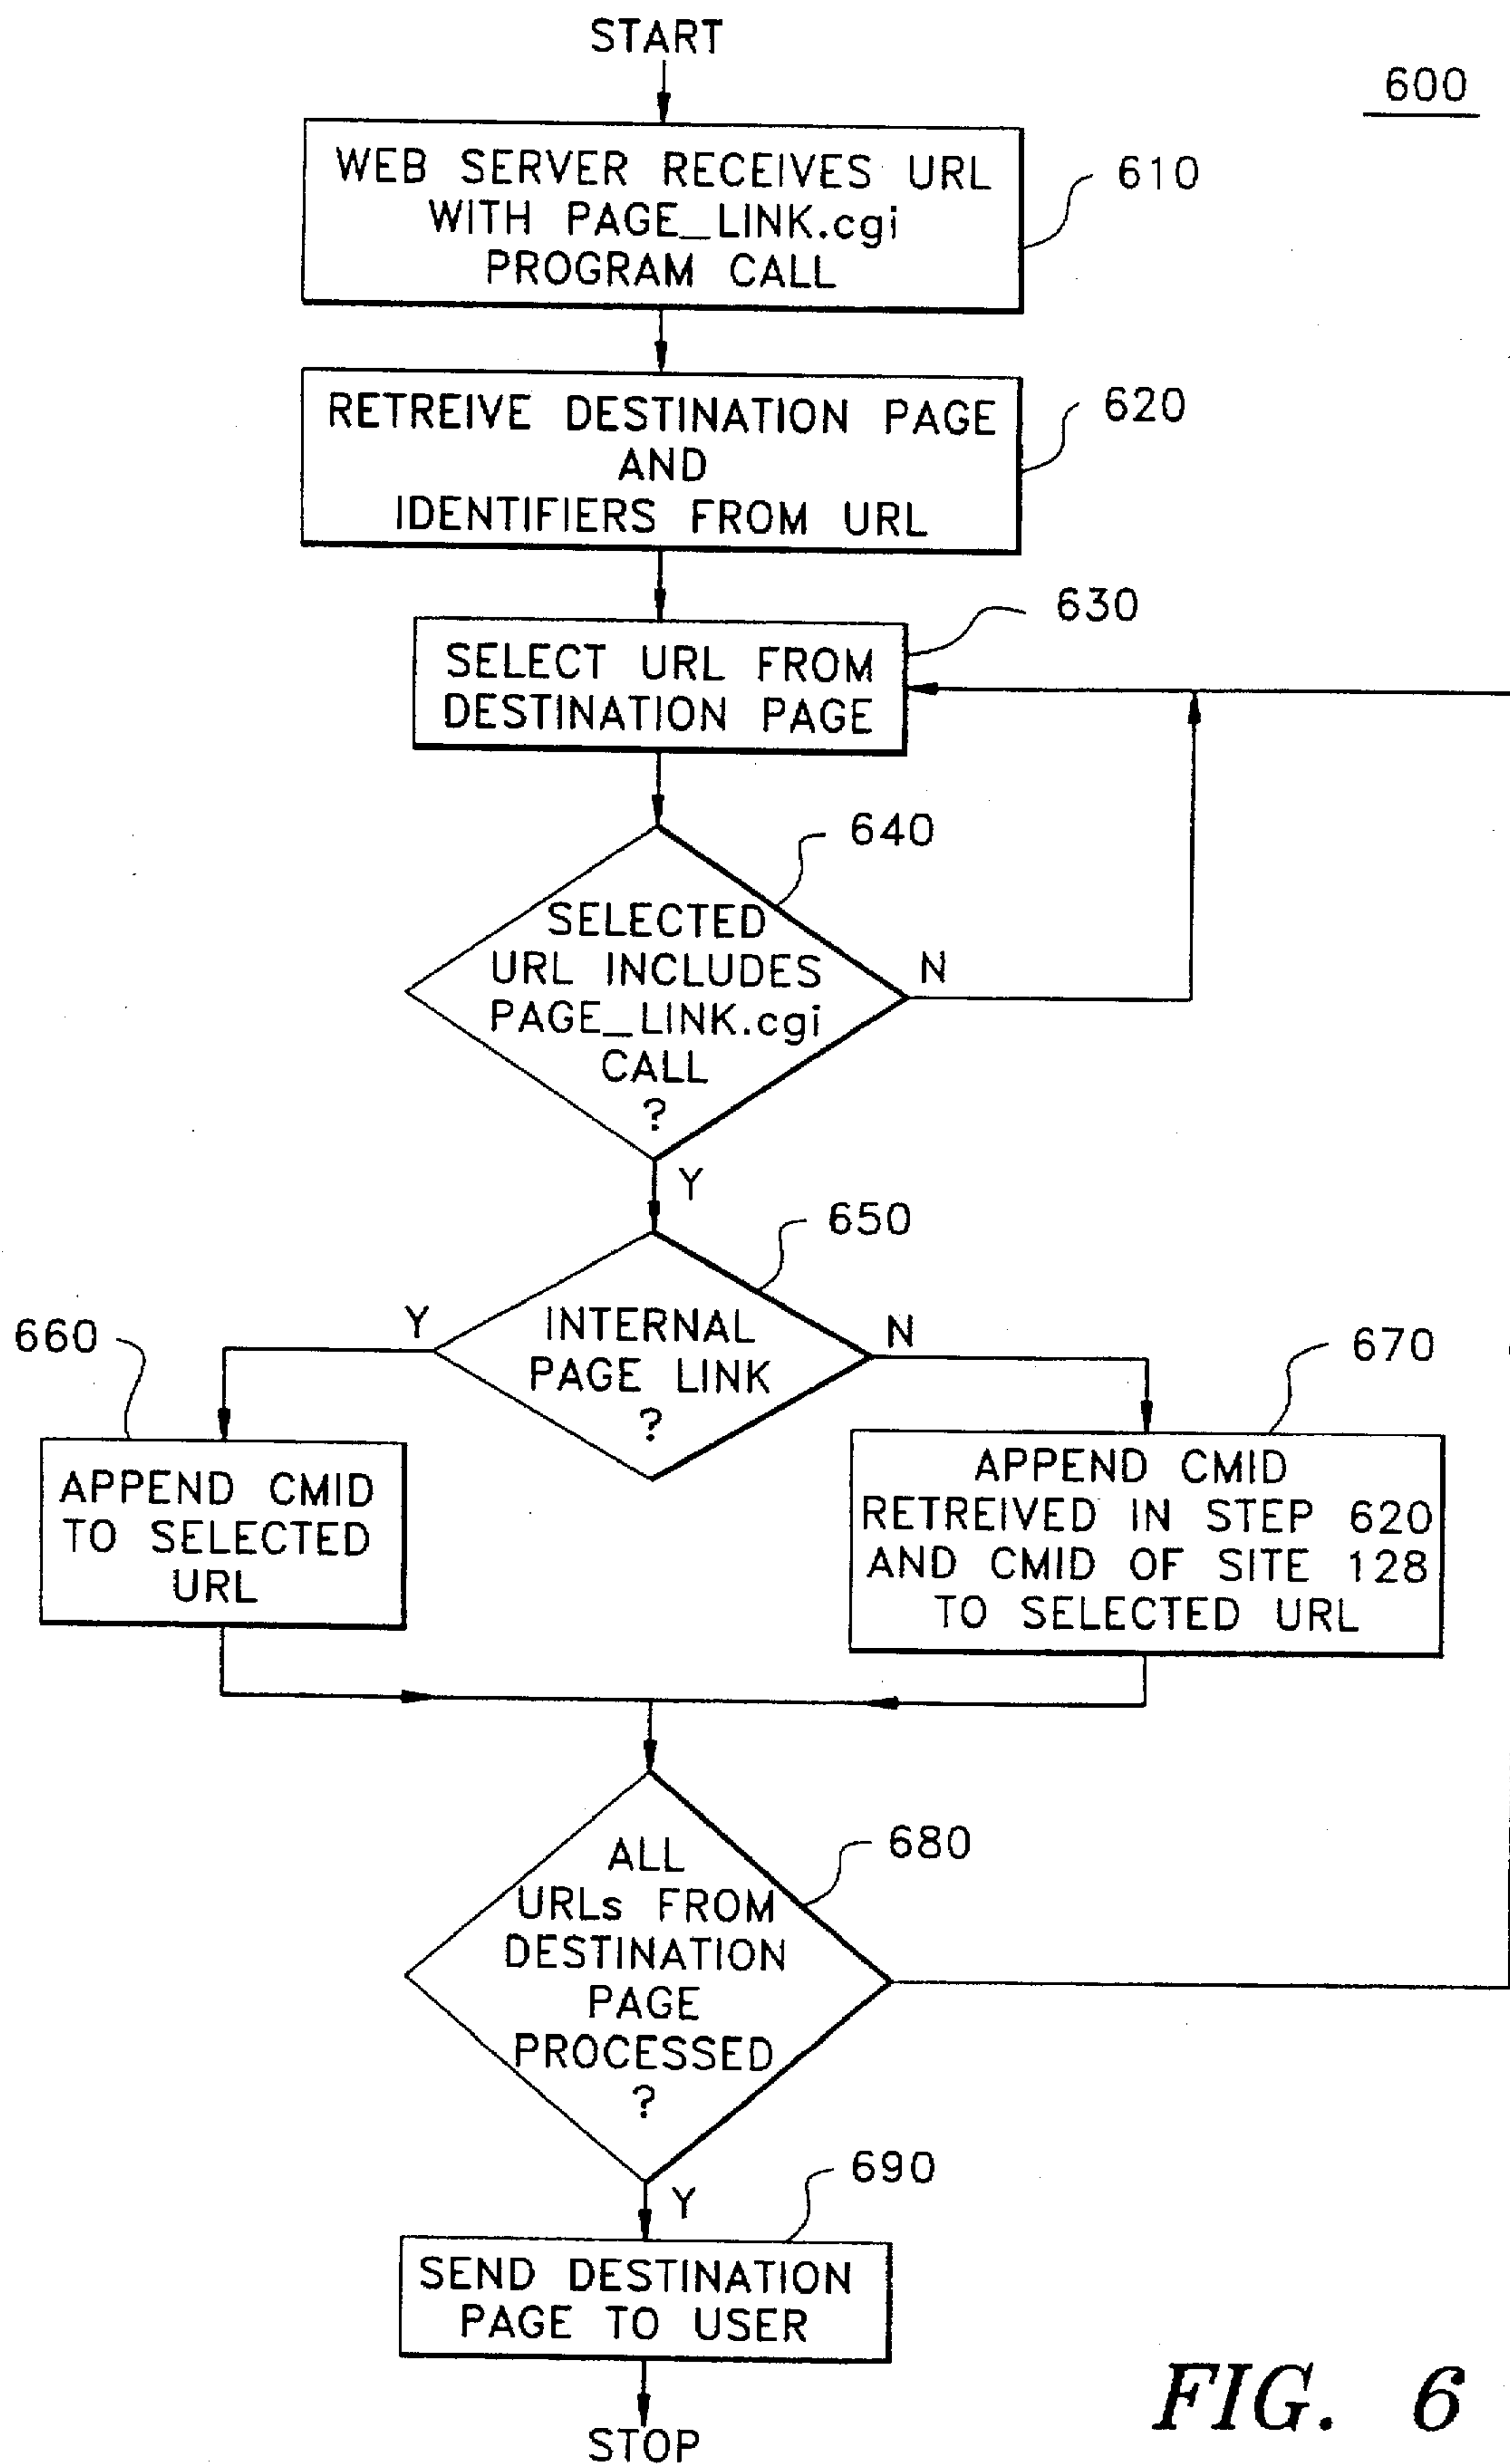 START
600
WEB SERVER RECEIVES URL
WITH PAGE_LINK.cgi
PROGRAM CALL
610
RETREIVE DESTINATION PAGE
AND
IDENTIFIERS FROM URL
620
SELECT URL FROM
DESTINATION PAGE
630
SELECTED
URL INCLUDES
PAGE_LINK.cgi
CALL
?
640
N
Y
INTERNAL
PAGE LINK
?
650
Y
N
660
APPEND CMID
TO SELECTED
URL
670
APPEND CMID
RETREIVED IN STEP 620
AND CMID OF SITE 128
TO SELECTED URL
ALL
URLs FROM
DESTINATION
PAGE
PROCESSED
?
680
Y
690
SEND DESTINATION
PAGE TO USER
STOP
FIG. 6